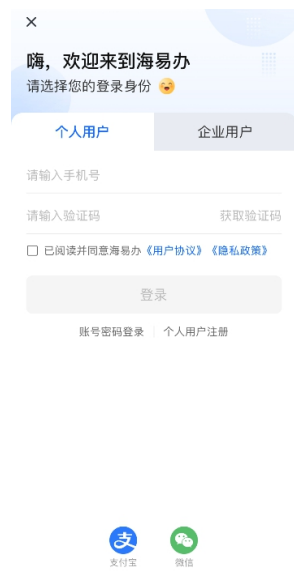 嗨，欢迎来到海易办
请选择您的登录身份
个人用户 企业用户
请输入手机号
请输入验证码 获取验证码
已阅读并同意海易办《用户协议》《隐私政策》
登录
账号密码登录 个人用户注册
支付宝 微信